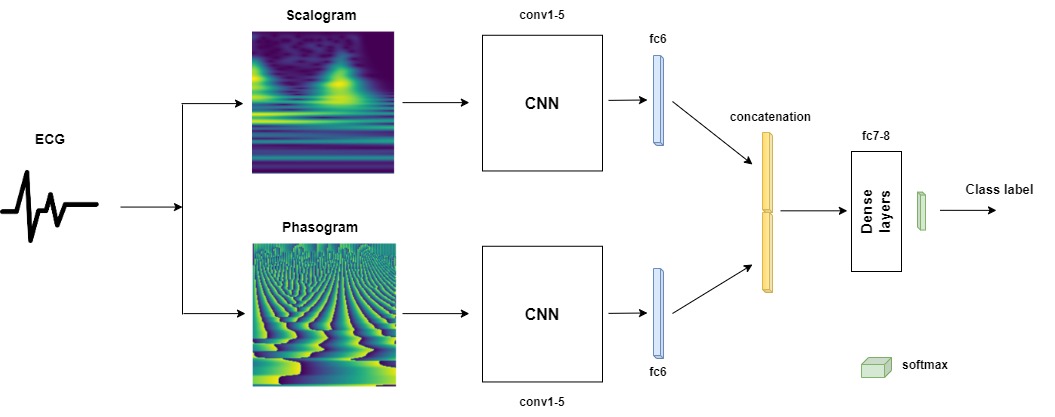 Scalogram
conv1-5
fc6
CNN
concatenation
ECG
fc7-8
Dense
layers
Class label
Phasogram
CNN
fc6
conv1-5
softmax